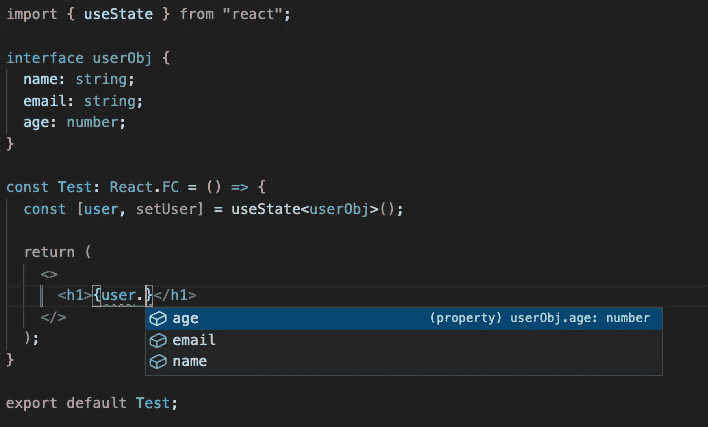 import { useState } from "react";
interface userObj {
  name: string;
  email: string;
  age: number;
}
const Test: React.FC = () => {
  const [user, setUser] = useState<userObj>();
  return (
    <>
      <h1>{user.}</h1>
age (property) userObj.age: number
    </>
email
  );
name
}
export default Test;